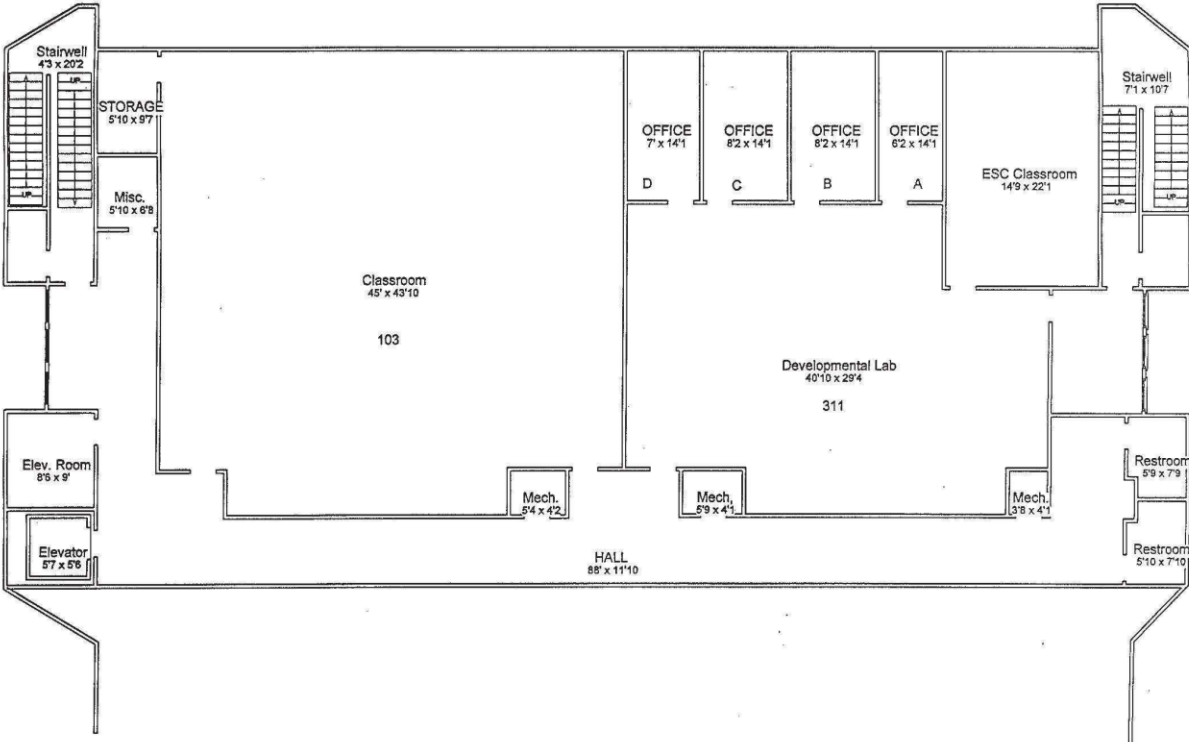 Stairwell
4'3 x 20'2
UP
UP
STORAGE
5'10 x 9'7
Misc.
5'10 x 6'8
Classroom
45' x 43'10
103
OFFICE
7' x 14'1
D
OFFICE
8'2 x 14'1
C
OFFICE
8'2 x 14'1
B
OFFICE
6'2 x 14'1
A
ESC Classroom
14'9 x 22'1
Stairwell
7'1 x 10'7
UP
UP
Developmental Lab
40'10 x 29'4
311
Elev. Room
8'6 x 9'
Elevator
5'7 x 5'6
Mech.
5'4 x 4'2
Mech.
5'9 x 4'1
Mech.
3'8 x 4'1
Restroom
5'9 x 7'9
Restroom
5'10 x 7'10
HALL
88' x 11'10